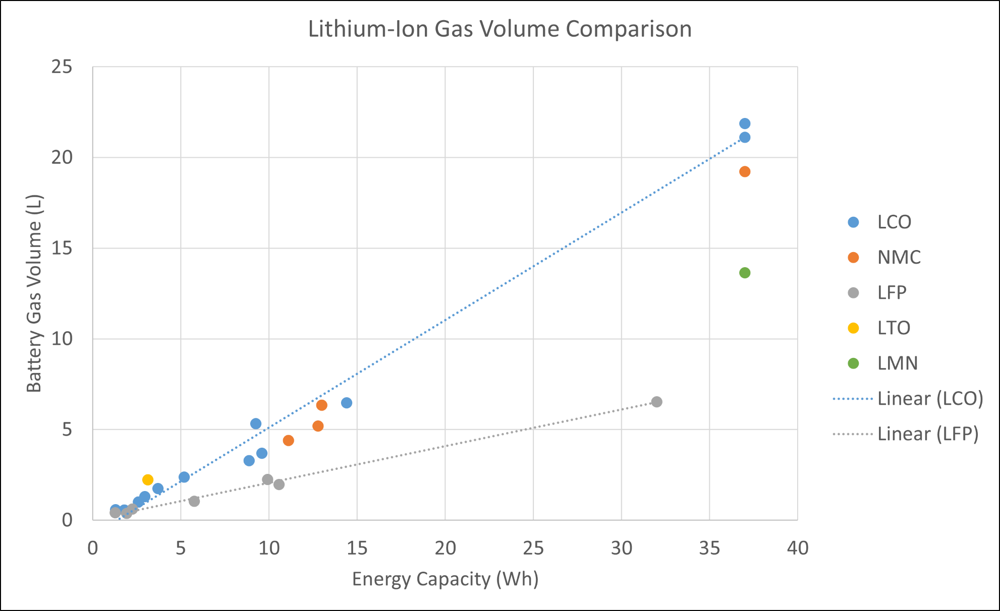 Lithium-Ion Gas Volume Comparison
25
20
15
10
5
0
Battery Gas Volume (L)
0 5 10 15 20 25 30 35 40
Energy Capacity (Wh)
LCO
NMC
LFP
LTO
LMN
Linear (LCO)
Linear (LFP)